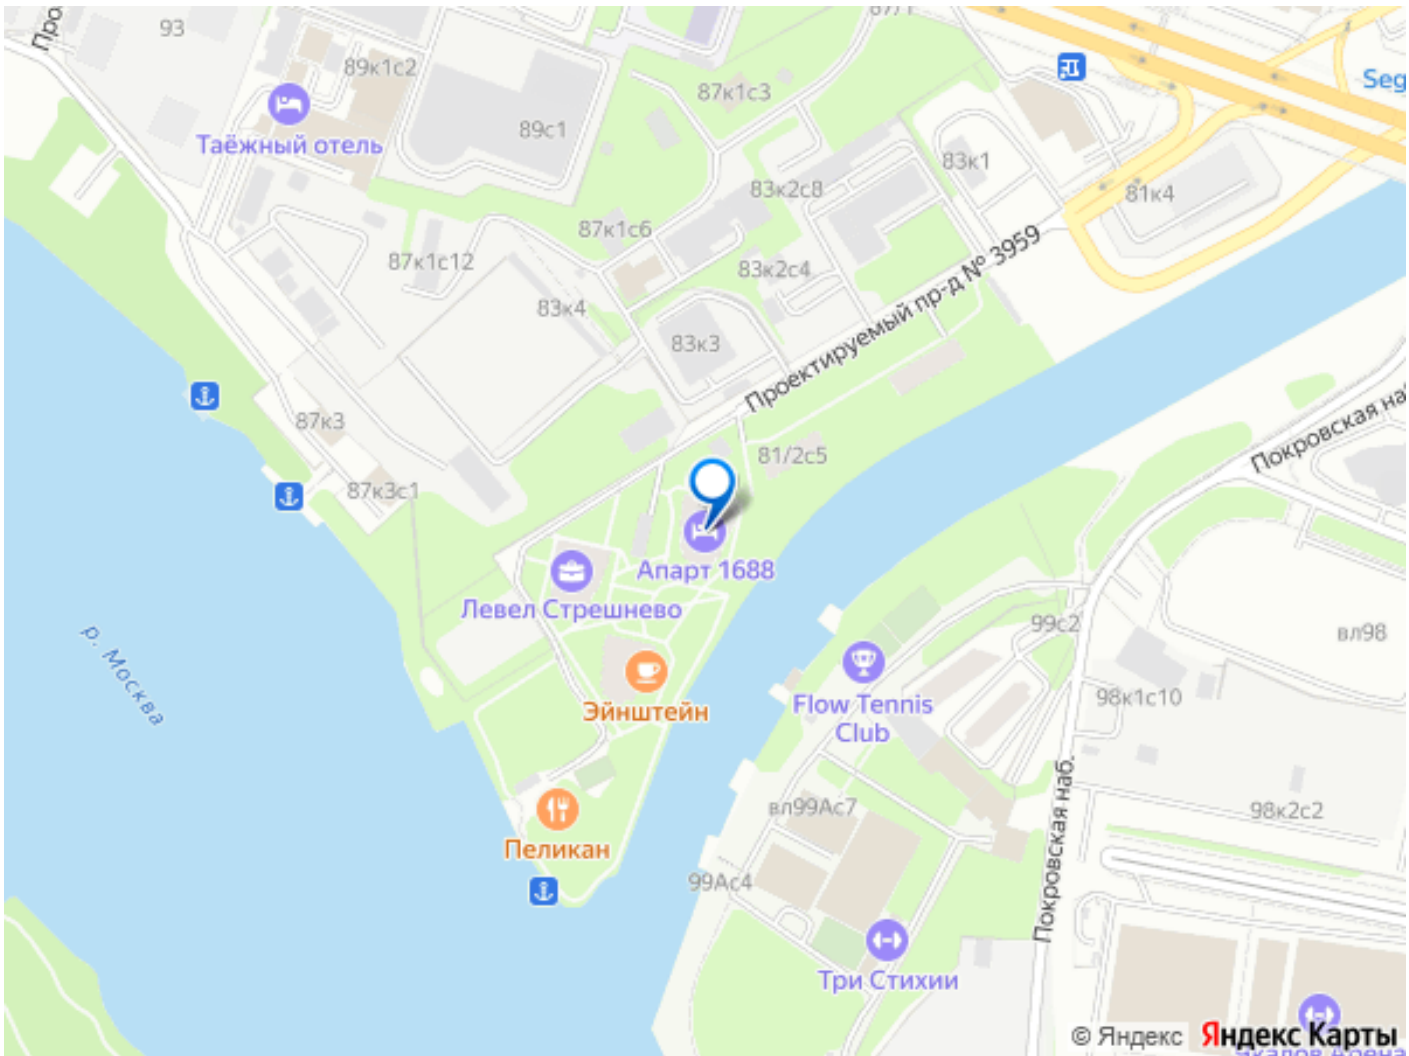 93
89к1с2
87/1
Seg
87к1с3
89с1
Таёжный отель
83к1
83к2с8
81к4
87к1с6
87к1с12
83к2с4
Проектируемый пр-д № 3959
83к4
83к3
87к3
Покровская на
81/2с5
87к3с1
Апарт 1688
Левел Стрешнево
99с2
вл98
р. Москва
Flow Tennis
Club
98к1с10
Эйнштейн
вл99Ас7
98к2с2
Пеликан
99Ас4
Покровская наб.
Три Стихии
© Яндекс Яндекс Карты